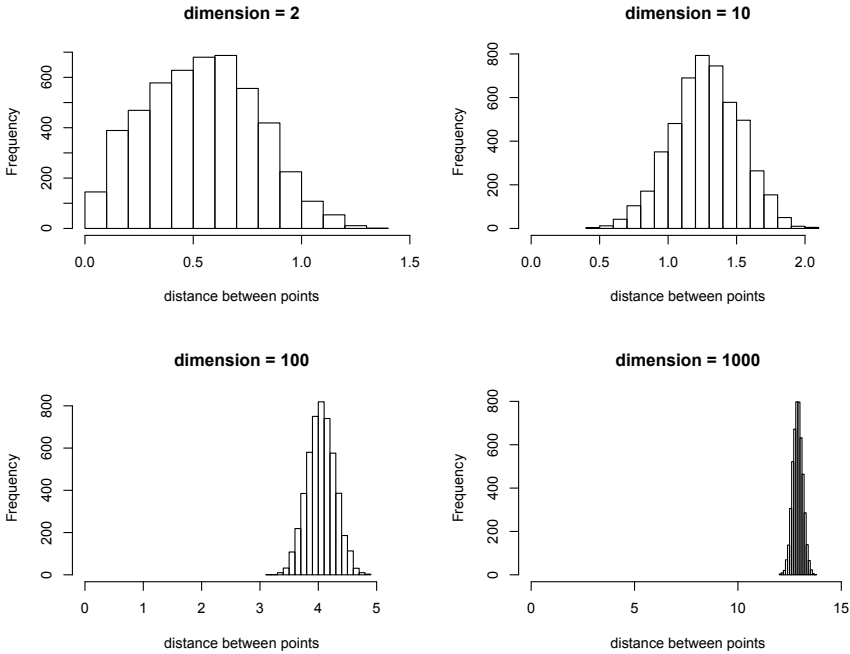 dimension = 2
Frequency
0 200 400 600
0.0 0.5 1.0 1.5
distance between points
dimension = 10
Frequency
0 200 400 600 800
0.0 0.5 1.0 1.5 2.0
distance between points
dimension = 100
Frequency
0 200 400 600 800
0 1 2 3 4 5
distance between points
dimension = 1000
Frequency
0 200 400 600 800
0 5 10 15
distance between points